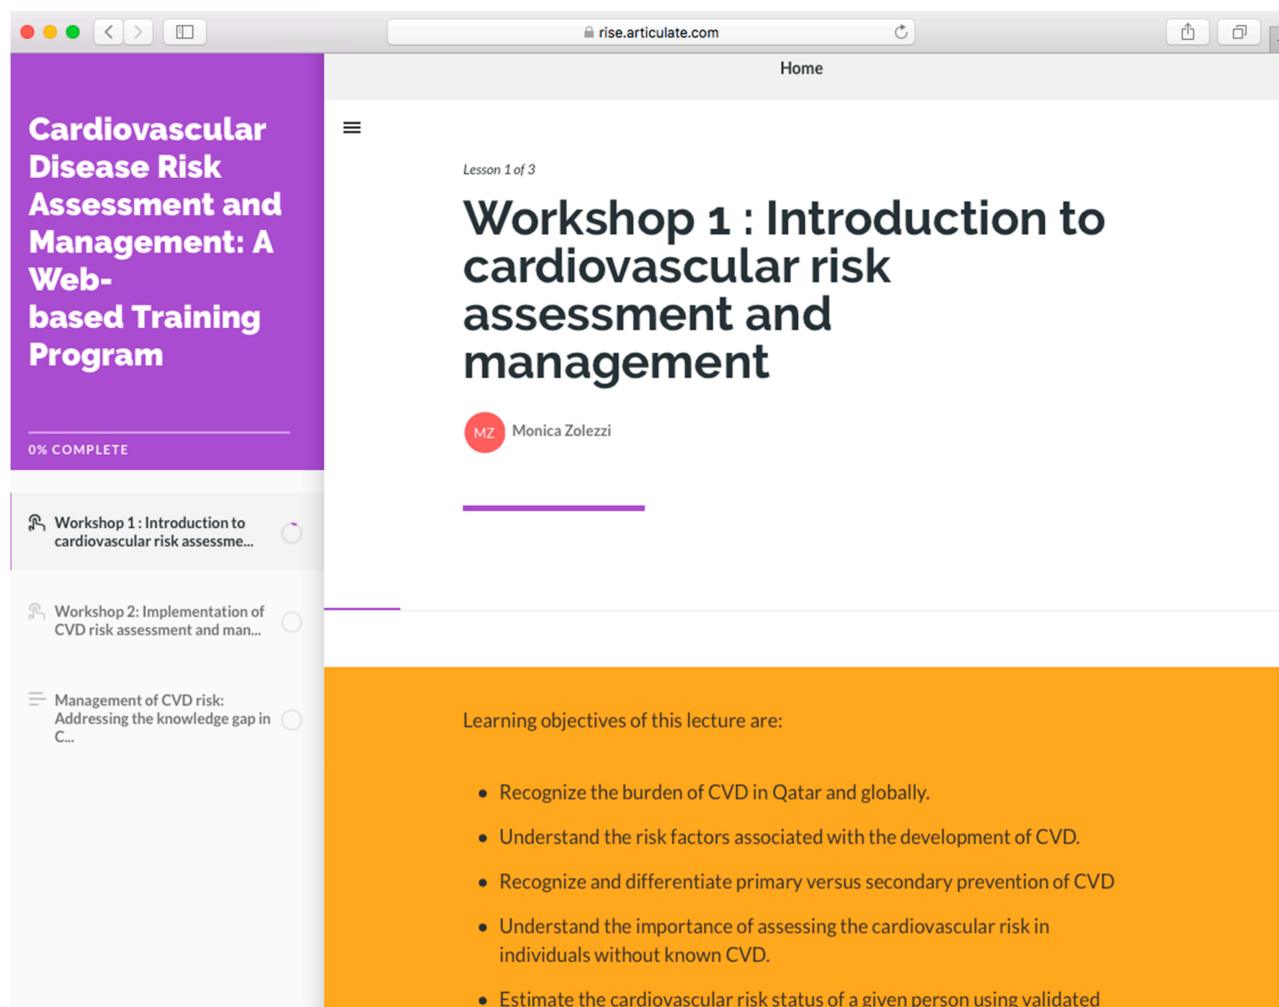 rise.articulate.com
Home
Cardiovascular
Disease Risk
Assessment and
Management: A
Web-
based Training
Program
0% COMPLETE
Workshop 1 : Introduction to
cardiovascular risk assessme...
Workshop 2: Implementation of
CVD risk assessment and man...
Management of CVD risk:
Addressing the knowledge gap in
C...
Lesson 1 of 3
Workshop 1 : Introduction to
cardiovascular risk
assessment and
management
MZ Monica Zolezzi
Learning objectives of this lecture are:
• Recognize the burden of CVD in Qatar and globally.
• Understand the risk factors associated with the development of CVD.
• Recognize and differentiate primary versus secondary prevention of CVD
• Understand the importance of assessing the cardiovascular risk in
individuals without known CVD.
• Estimate the cardiovascular risk status of a given person using validated